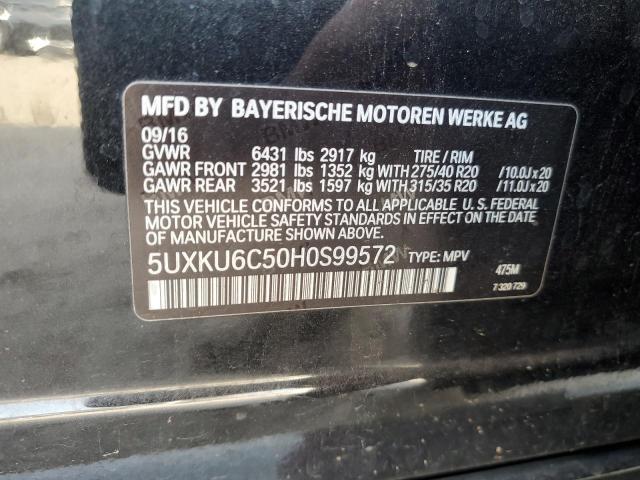 MFD BY BAYERISCHE MOTOREN WERKE AG
09/16
GVWR 6431 lbs 2917 kg TIRE / RIM
GAWR FRONT 2981 lbs 1352 kg WITH 275/40 R20 /10.0J x 20
GAWR REAR 3521 lbs 1597 kg WITH 315/35 R20 /11.0J x 20
THIS VEHICLE CONFORMS TO ALL APPLICABLE U.S. FEDERAL
MOTOR VEHICLE SAFETY STANDARDS IN EFFECT ON THE DATE
OF MANUFACTURE SHOWN ABOVE.
5UXKU6C50H0S99572 TYPE: MPV 475M
7 320 729